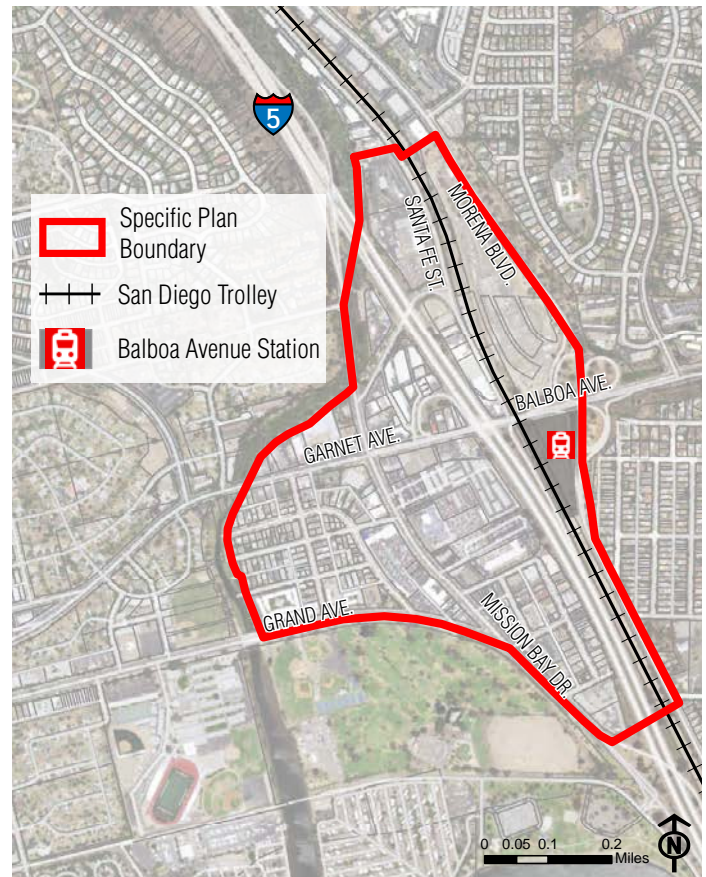 5
Specific Plan
Boundary
San Diego Trolley
Balboa Avenue Station
SANTA FE ST.
MORENA BLVD.
BALBOA AVE.
GARNET AVE.
GRAND AVE.
MISSION BAY DR.
0 0.05 0.1 0.2
Miles
N